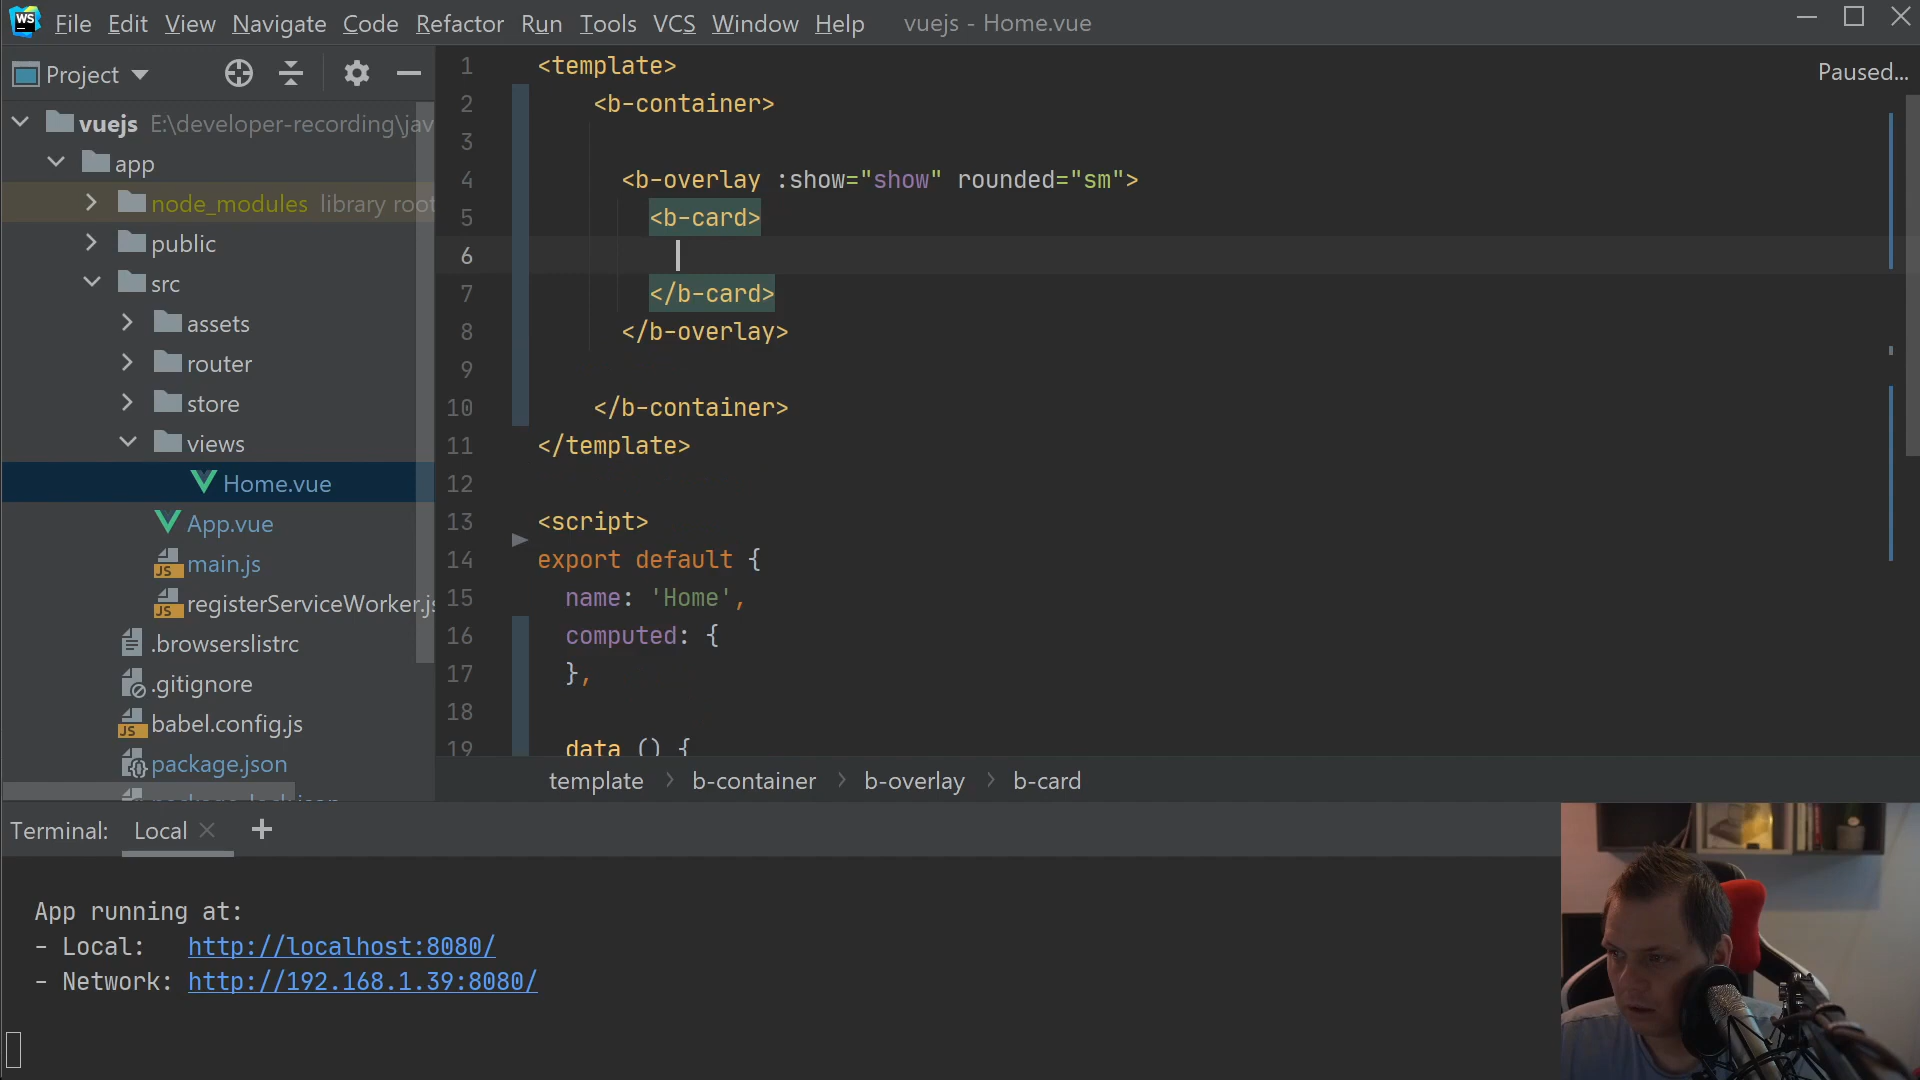 WS File Edit View Navigate Code Refactor Run Tools VCS Window Help vuejs - Home.vue
Project
Paused...
vuejs E:\developer-recording\jav
app
node_modules library root
public
src
assets
router
store
views
Home.vue
App.vue
JS main.js
JS registerServiceWorker.js
.browserslistrc
.gitignore
JS babel.config.js
package.json
1 <template>
2 <b-container>
3
4 <b-overlay :show="show" rounded="sm">
5 <b-card>
6
7 </b-card>
8 </b-overlay>
9
10 </b-container>
11 </template>
12
13 <script>
14 export default {
15 name: 'Home',
16 computed: {
17 },
18
19 data () {
template > b-container > b-overlay > b-card
Terminal: Local × +
App running at:
- Local: http://localhost:8080/
- Network: http://192.168.1.39:8080/